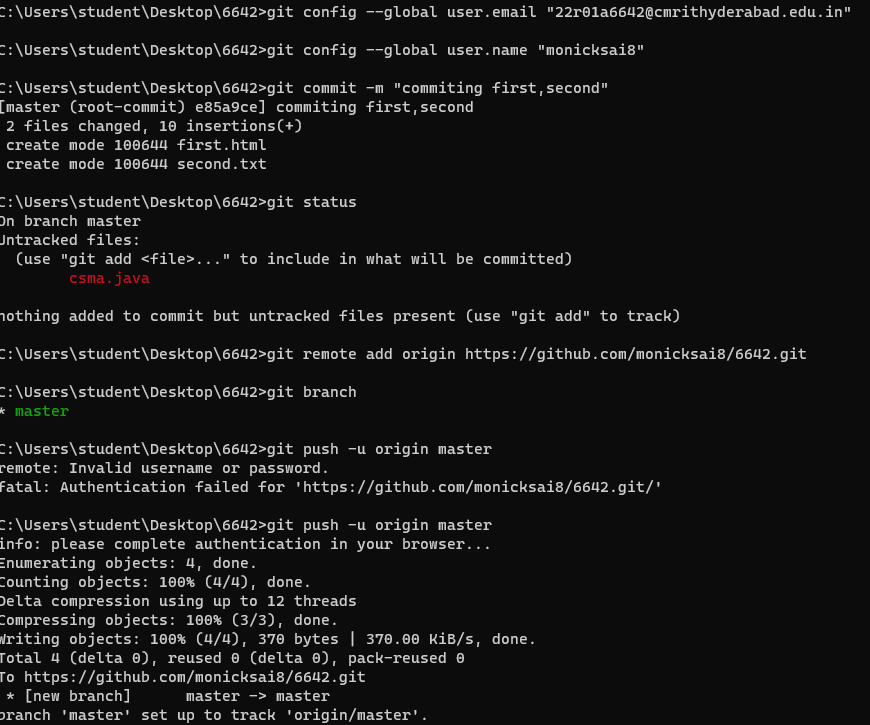 C:\Users\student\Desktop\6642>git config --global user.email "22r01a6642@cmrithyderabad.edu.in"
C:\Users\student\Desktop\6642>git config --global user.name "monicksai8"
C:\Users\student\Desktop\6642>git commit -m "commiting first,second"
[master (root-commit) e85a9ce] commiting first,second
 2 files changed, 10 insertions(+)
 create mode 100644 first.html
 create mode 100644 second.txt
C:\Users\student\Desktop\6642>git status
On branch master
Untracked files:
  (use "git add <file>..." to include in what will be committed)
        csma.java
nothing added to commit but untracked files present (use "git add" to track)
C:\Users\student\Desktop\6642>git remote add origin https://github.com/monicksai8/6642.git
C:\Users\student\Desktop\6642>git branch
* master
C:\Users\student\Desktop\6642>git push -u origin master
remote: Invalid username or password.
fatal: Authentication failed for 'https://github.com/monicksai8/6642.git/'
C:\Users\student\Desktop\6642>git push -u origin master
info: please complete authentication in your browser...
Enumerating objects: 4, done.
Counting objects: 100% (4/4), done.
Delta compression using up to 12 threads
Compressing objects: 100% (3/3), done.
Writing objects: 100% (4/4), 370 bytes | 370.00 KiB/s, done.
Total 4 (delta 0), reused 0 (delta 0), pack-reused 0
To https://github.com/monicksai8/6642.git
 * [new branch]      master -> master
branch 'master' set up to track 'origin/master'.